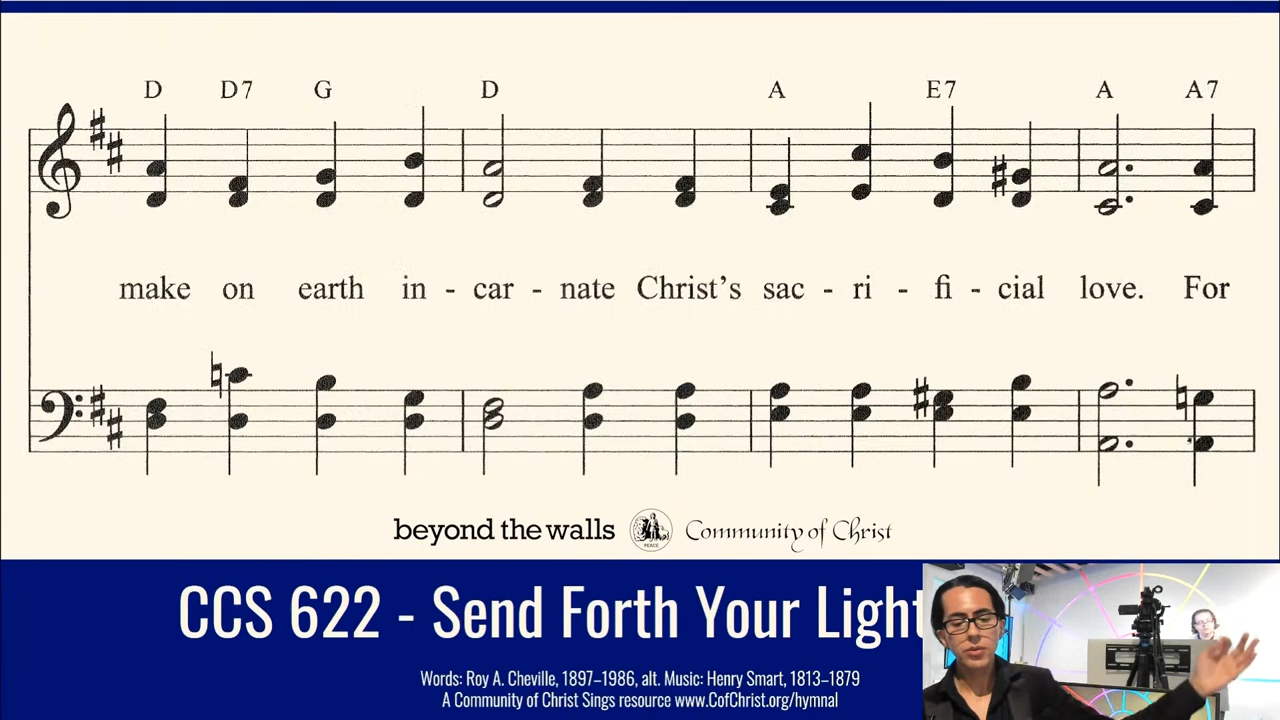 D D7 G D A E7 A A7
make on earth in - car - nate Christ's sac - ri - fi - cial love. For
beyond the walls PEACE Community of Christ
CCS 622 - Send Forth Your Light
Words: Roy A. Cheville, 1897–1986, alt. Music: Henry Smart, 1813–1879
A Community of Christ Sings resource www.CofChrist.org/hymnal